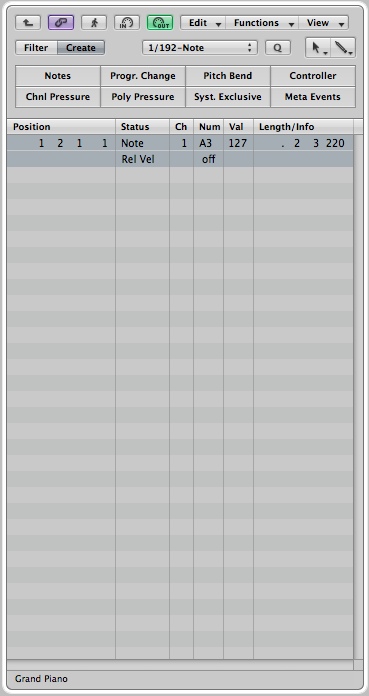 IN OUT Edit Functions View
Filter Create 1/192-Note Q
Notes Progr. Change Pitch Bend Controller
Chnl Pressure Poly Pressure Syst. Exclusive Meta Events
Position Status Ch Num Val Length/Info
1 2 1 1 Note 1 A3 127 . 2 3 220
Rel Vel off
Grand Piano